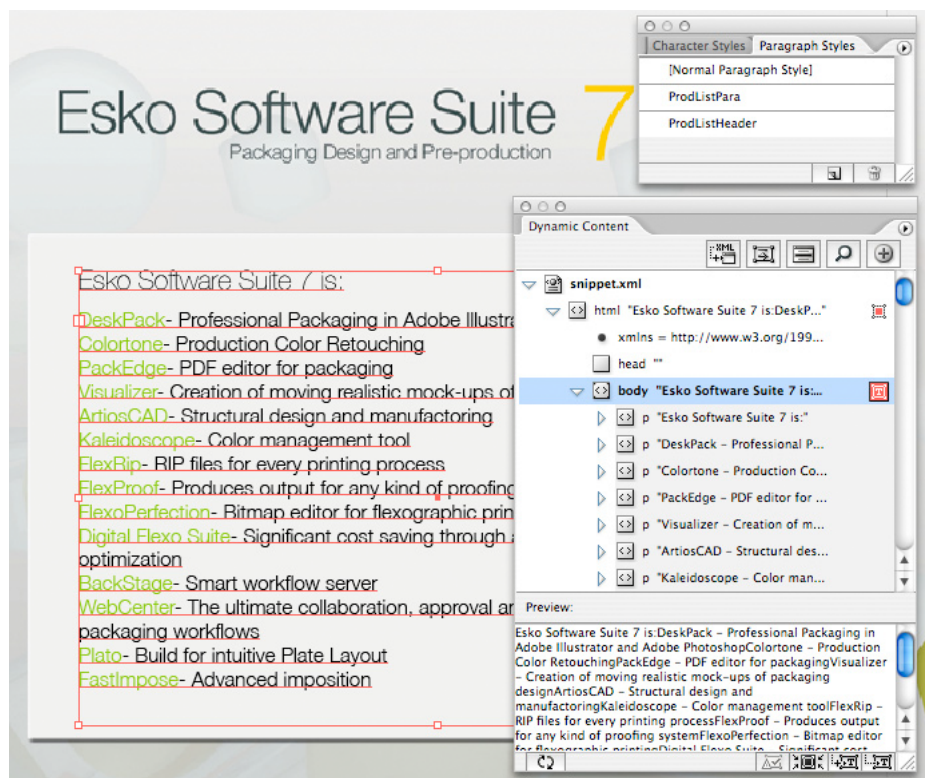 Character Styles
Paragraph Styles
[Normal Paragraph Style]
ProdListPara
ProdListHeader
Esko Software Suite 7
Packaging Design and Pre-production
Esko Software Suite 7 is:
DeskPack- Professional Packaging in Adobe Illustra
Colortone- Production Color Retouching
PackEdge- PDF editor for packaging
Visualizer- Creation of moving realistic mock-ups of
ArtiosCAD- Structural design and manufactoring
Kaleidoscope- Color management tool
FlexRip- RIP files for every printing process
FlexProof- Produces output for any kind of proofing
FlexoPerfection- Bitmap editor for flexographic prin
Digital Flexo Suite- Significant cost saving through
optimization
BackStage- Smart workflow server
WebCenter- The ultimate collaboration, approval
packaging workflows
Plato- Build for intuitive Plate Layout
FastImpose- Advanced imposition
Dynamic Content
XML
snippet.xml
html "Esko Software Suite 7 is:DeskP..."
xmlns = http://www.w3.org/199...
head ""
body "Esko Software Suite 7 is:...
p "Esko Software Suite 7 is:"
p "DeskPack – Professional P...
p "Colortone – Production Co...
p "PackEdge – PDF editor for ...
p "Visualizer – Creation of m...
p "ArtiosCAD – Structural des...
p "Kaleidoscope – Color man...
Preview:
Esko Software Suite 7 is:DeskPack – Professional Packaging in
Adobe Illustrator and Adobe PhotoshopColortone – Production
Color RetouchingPackEdge – PDF editor for packagingVisualizer
– Creation of moving realistic mock-ups of packaging
designArtiosCAD – Structural design and
manufactoringKaleidoscope – Color management toolFlexRip –
RIP files for every printing processFlexProof – Produces output
for any kind of proofing systemFlexoPerfection – Bitmap editor
for flexographic printingDigital Flexo Suite – Significant cost